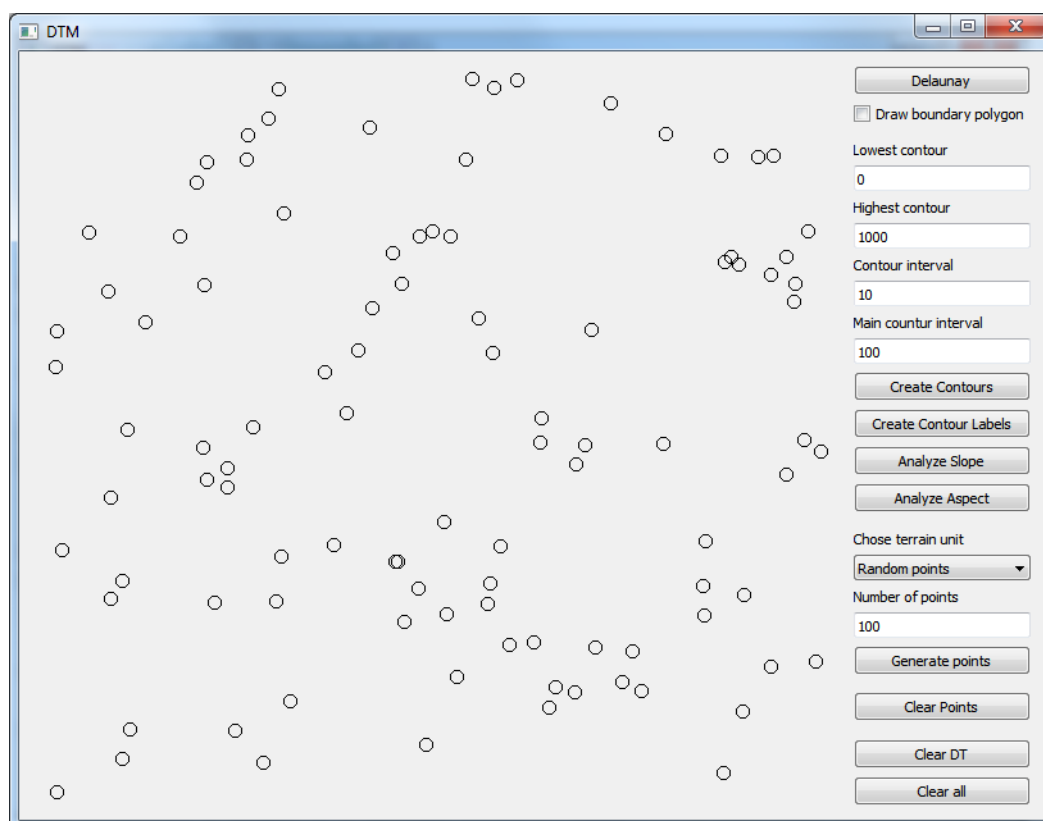 DTM
Delaunay
Draw boundary polygon
Lowest contour
0
Highest contour
1000
Contour interval
10
Main countur interval
100
Create Contours
Create Contour Labels
Analyze Slope
Analyze Aspect
Chose terrain unit
Random points
Number of points
100
Generate points
Clear Points
Clear DT
Clear all